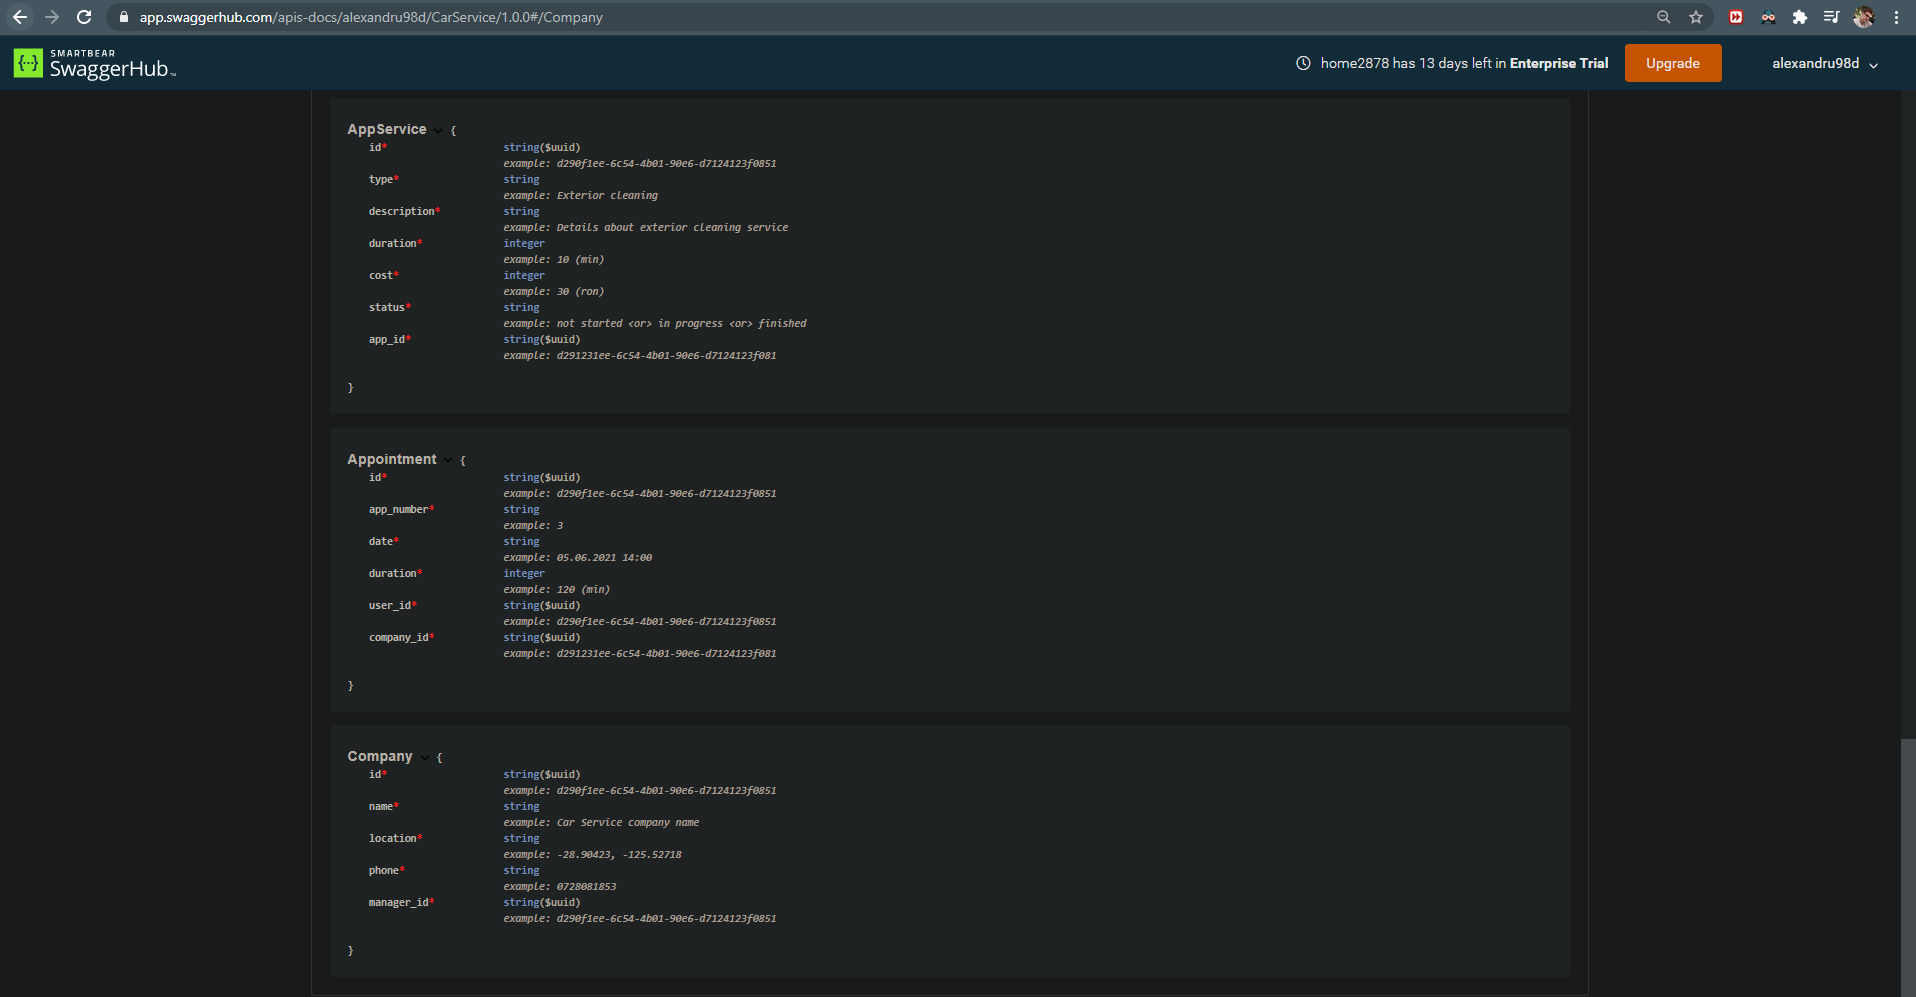 app.swaggerhub.com/apis-docs/alexandru98d/CarService/1.0.0#/Company
{··} SMARTBEAR
SwaggerHub™
home2878 has 13 days left in Enterprise Trial
Upgrade
alexandru98d
AppService {
id* string($uuid)
example: d290f1ee-6c54-4b01-90e6-d7124123f0851
type* string
example: Exterior cleaning
description* string
example: Details about exterior cleaning service
duration* integer
example: 10 (min)
cost* integer
example: 30 (ron)
status* string
example: not started <or> in progress <or> finished
app_id* string($uuid)
example: d291231ee-6c54-4b01-90e6-d7124123f081
}
Appointment {
id* string($uuid)
example: d290f1ee-6c54-4b01-90e6-d7124123f0851
app_number* string
example: 3
date* string
example: 05.06.2021 14:00
duration* integer
example: 120 (min)
user_id* string($uuid)
example: d290f1ee-6c54-4b01-90e6-d7124123f0851
company_id* string($uuid)
example: d291231ee-6c54-4b01-90e6-d7124123f081
}
Company {
id* string($uuid)
example: d290f1ee-6c54-4b01-90e6-d7124123f0851
name* string
example: Car Service company name
location* string
example: -28.90423, -125.52718
phone* string
example: 0728081853
manager_id* string($uuid)
example: d290f1ee-6c54-4b01-90e6-d7124123f0851
}